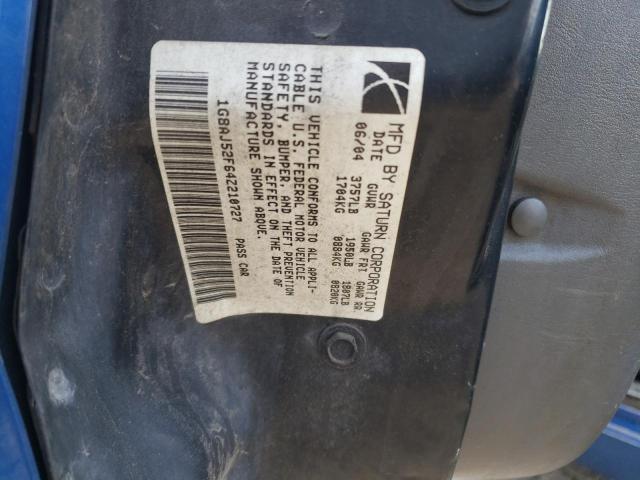 MFD BY SATURN CORPORATION
DATE GVWR GAWR FRT GAWR RR
06/04 3757LB 1950LB 1807LB
1704KG 0884KG 0820KG
THIS VEHICLE CONFORMS TO ALL APPLI-
CABLE U.S. FEDERAL MOTOR VEHICLE
SAFETY, BUMPER, AND THEFT PREVENTION
STANDARDS IN EFFECT ON THE DATE OF
MANUFACTURE SHOWN ABOVE.
1G8AJ52F64Z210727 PASS CAR